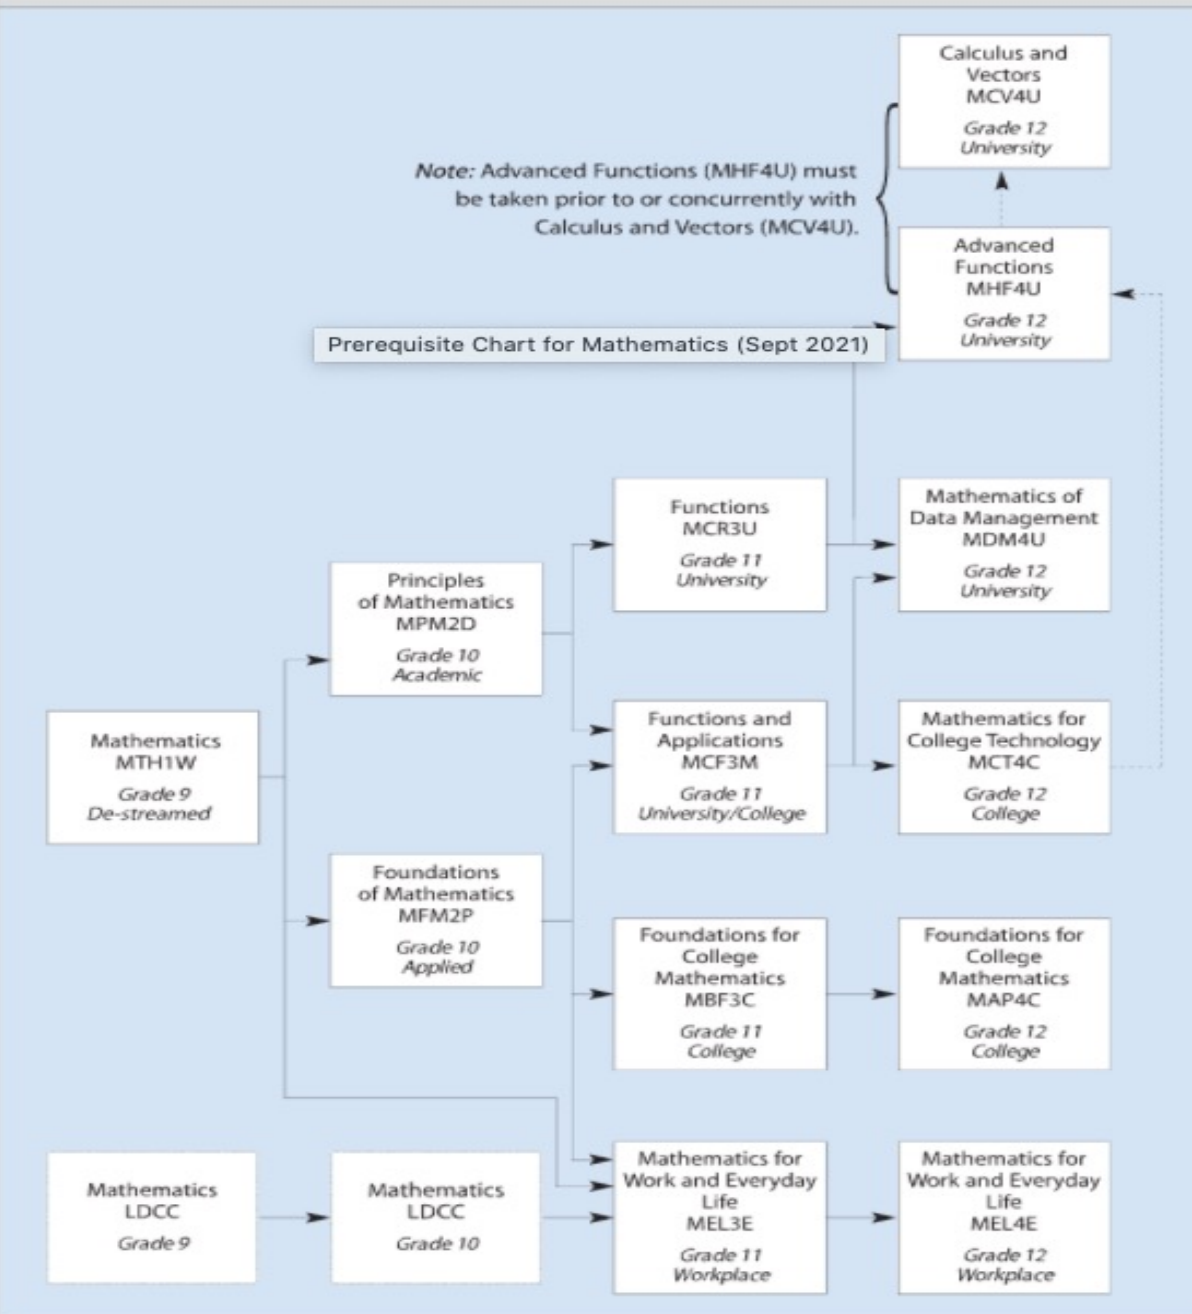 Calculus and
Vectors
MCV4U
Grade 12
University
Note: Advanced Functions (MHF4U) must
be taken prior to or concurrently with
Calculus and Vectors (MCV4U).
Advanced
Functions
MHF4U
Grade 12
University
Prerequisite Chart for Mathematics (Sept 2021)
Functions
MCR3U
Grade 11
University
Mathematics of
Data Management
MDM4U
Grade 12
University
Principles
of Mathematics
MPM2D
Grade 10
Academic
Mathematics
MTH1W
Grade 9
De-streamed
Functions and
Applications
MCF3M
Grade 11
University/College
Mathematics for
College Technology
MCT4C
Grade 12
College
Foundations
of Mathematics
MFM2P
Grade 10
Applied
Foundations for
College
Mathematics
MBF3C
Grade 11
College
Foundations for
College
Mathematics
MAP4C
Grade 12
College
Mathematics
LDCC
Grade 9
Mathematics
LDCC
Grade 10
Mathematics for
Work and Everyday
Life
MEL3E
Grade 11
Workplace
Mathematics for
Work and Everyday
Life
MEL4E
Grade 12
Workplace